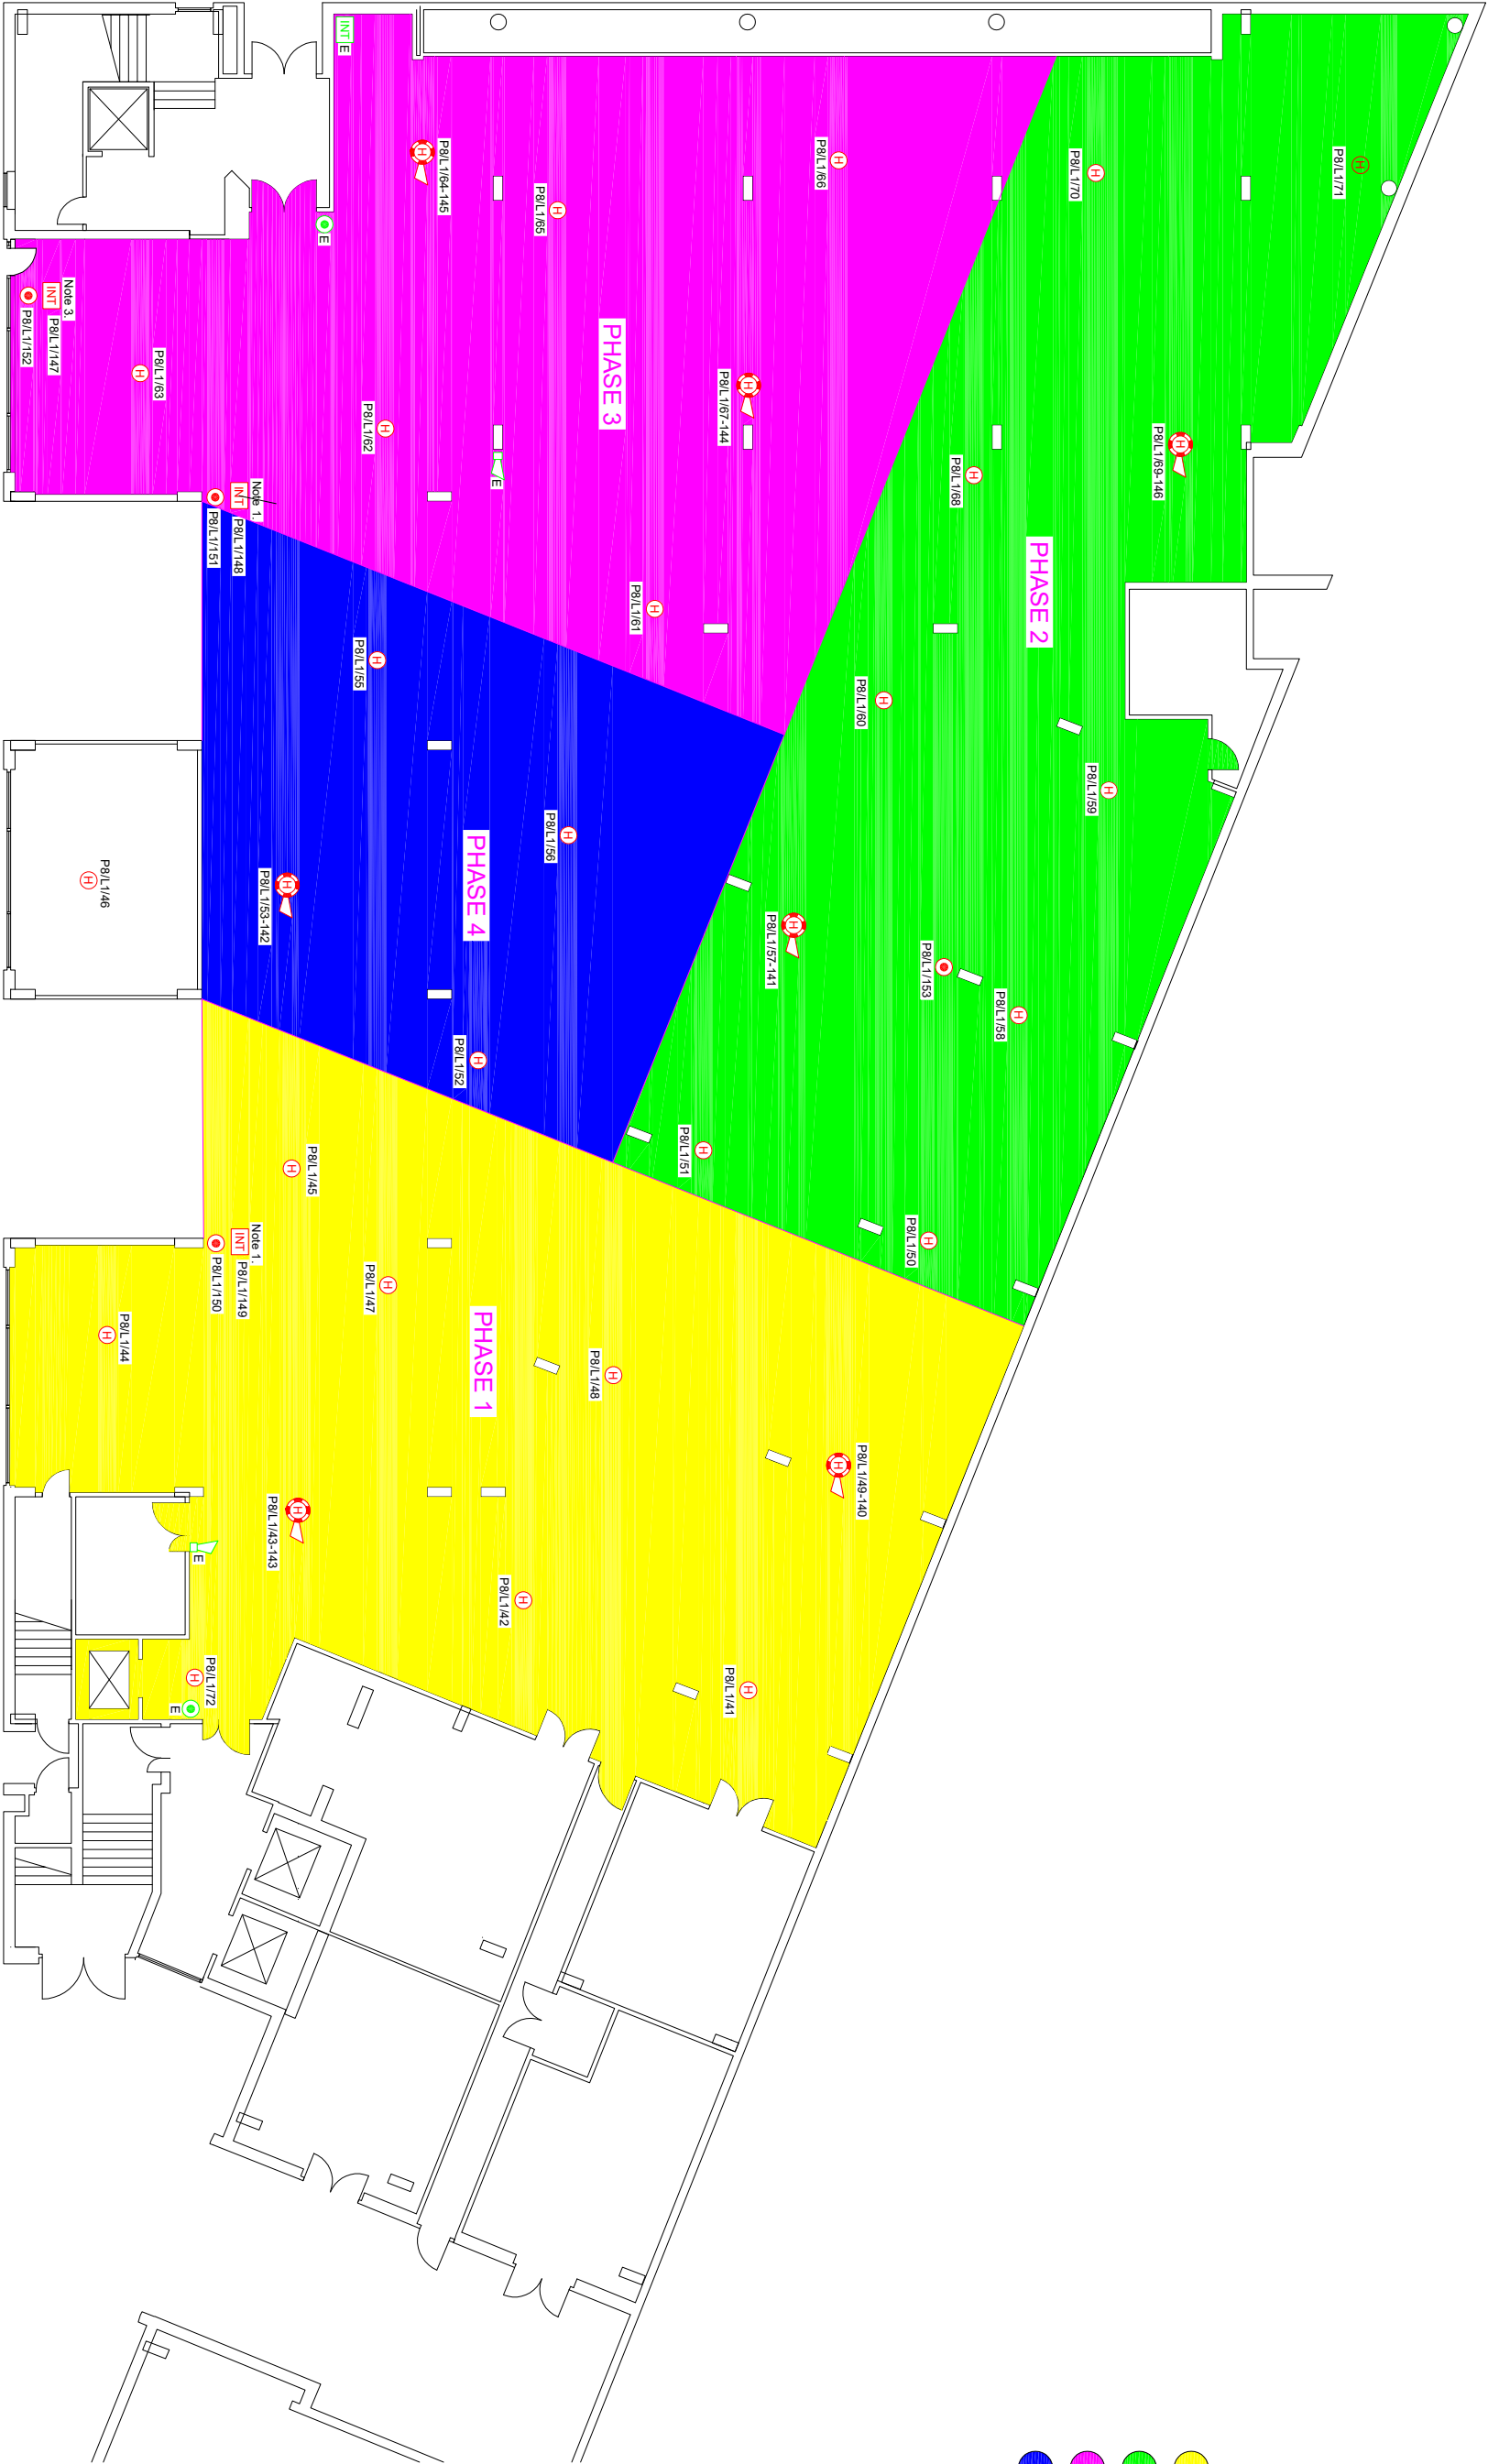 INT
E
P8/L1/64-145
P8/L1/65
P8/L1/66
P8/L1/70
P8/L1/71
H
E
Note 3.
INT
P8/L1/147
P8/L1/152
H
P8/L1/63
PHASE 3
P8/L1/67-144
P8/L1/62
E
P8/L1/68
P8/L1/69-146
Note 1.
INT
P8/L1/148
P8/L1/151
PHASE 2
P8/L1/61
P8/L1/55
P8/L1/60
P8/L1/59
P8/L1/56
PHASE 4
P8/L1/46
H
P8/L1/53-142
P8/L1/57-141
P8/L1/153
P8/L1/58
P8/L1/52
P8/L1/51
P8/L1/45
P8/L1/50
Note 1.
INT
P8/L1/149
P8/L1/150
P8/L1/47
P8/L1/44
PHASE 1
P8/L1/48
P8/L1/49-140
P8/L1/43-143
E
P8/L1/42
P8/L1/72
E
P8/L1/41